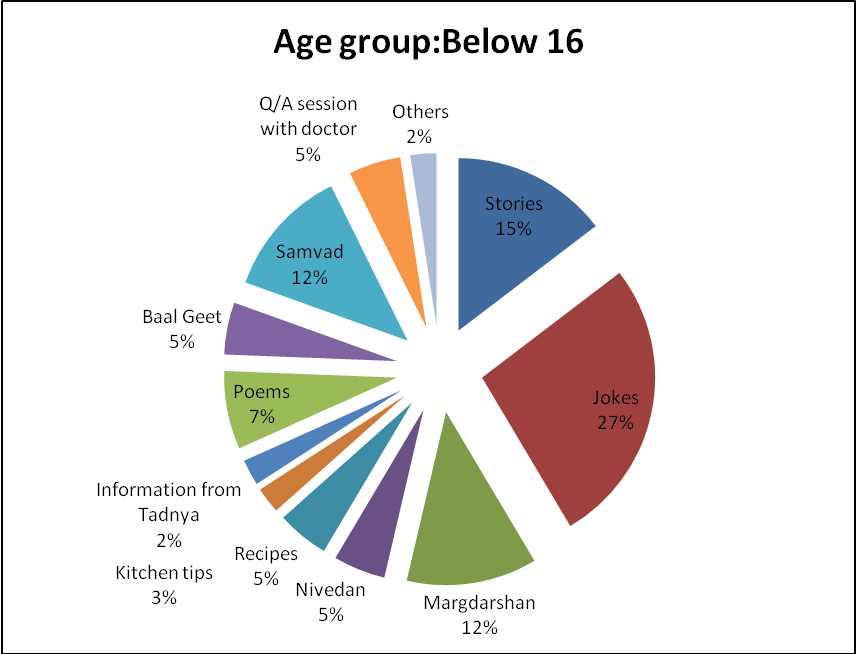 Age group:Below 16
Q/A session
with doctor
5%
Others
2%
Stories
15%
Samvad
12%
Baal Geet
5%
Poems
7%
Jokes
27%
Information from
Tadnya
2%
Kitchen tips
3%
Recipes
5%
Nivedan
5%
Margdarshan
12%